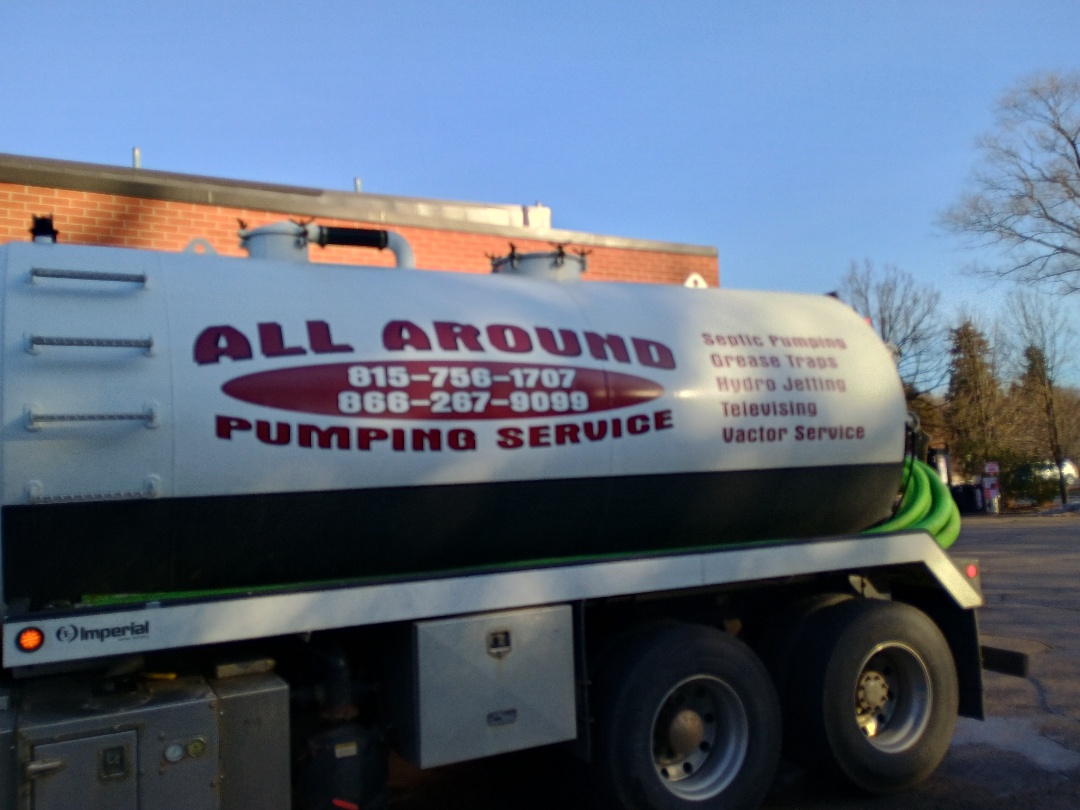 ALL AROUND
815-756-1707
866-267-9099
PUMPING SERVICE
Septic Pumping
Grease Traps
Hydro Jetting
Televising
Vactor Service
Imperial